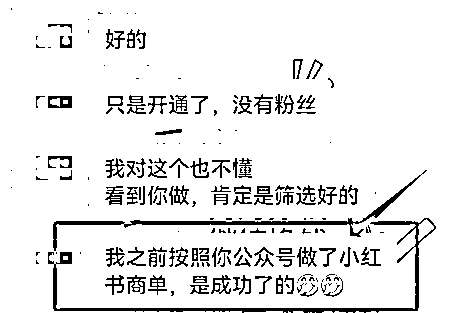 好的
只是开通了，没有粉丝
我对这个也不懂
看到你做，肯定是筛选好的
我之前按照你公众号做了小红
书商单，是成功了的